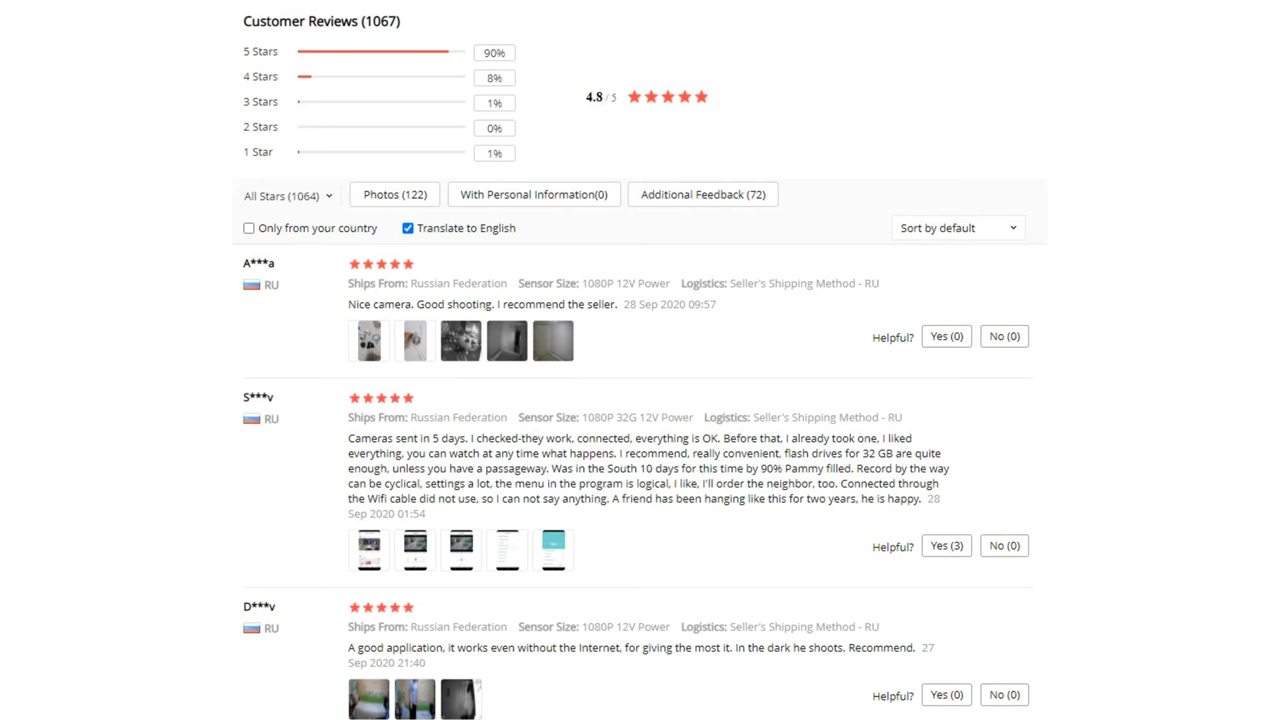 Customer Reviews (1067)
5 Stars 90%
4 Stars 8%
3 Stars 1%
2 Stars 0%
1 Star 1%
4.8 / 5
All Stars (1064) Photos (122) With Personal Information(0) Additional Feedback (72)
Only from your country Translate to English Sort by default
A***a
RU
Ships From: Russian Federation Sensor Size: 1080P 12V Power Logistics: Seller's Shipping Method - RU
Nice camera. Good shooting. I recommend the seller. 28 Sep 2020 09:57
Helpful? Yes (0) No (0)
S***v
RU
Ships From: Russian Federation Sensor Size: 1080P 32G 12V Power Logistics: Seller's Shipping Method - RU
Cameras sent in 5 days. I checked-they work, connected, everything is OK. Before that, I already took one, I liked
everything, you can watch at any time what happens. I recommend, really convenient, flash drives for 32 GB are quite
enough, unless you have a passageway. Was in the South 10 days for this time by 90% Pammy filled. Record by the way
can be cyclical, settings a lot, the menu in the program is logical, I like, I'll order the neighbor, too. Connected through
the Wifi cable did not use, so I can not say anything. A friend has been hanging like this for two years, he is happy. 28
Sep 2020 01:54
Helpful? Yes (3) No (0)
D***v
RU
Ships From: Russian Federation Sensor Size: 1080P 12V Power Logistics: Seller's Shipping Method - RU
A good application, it works even without the Internet, for giving the most it. In the dark he shoots. Recommend. 27
Sep 2020 21:40
Helpful? Yes (0) No (0)